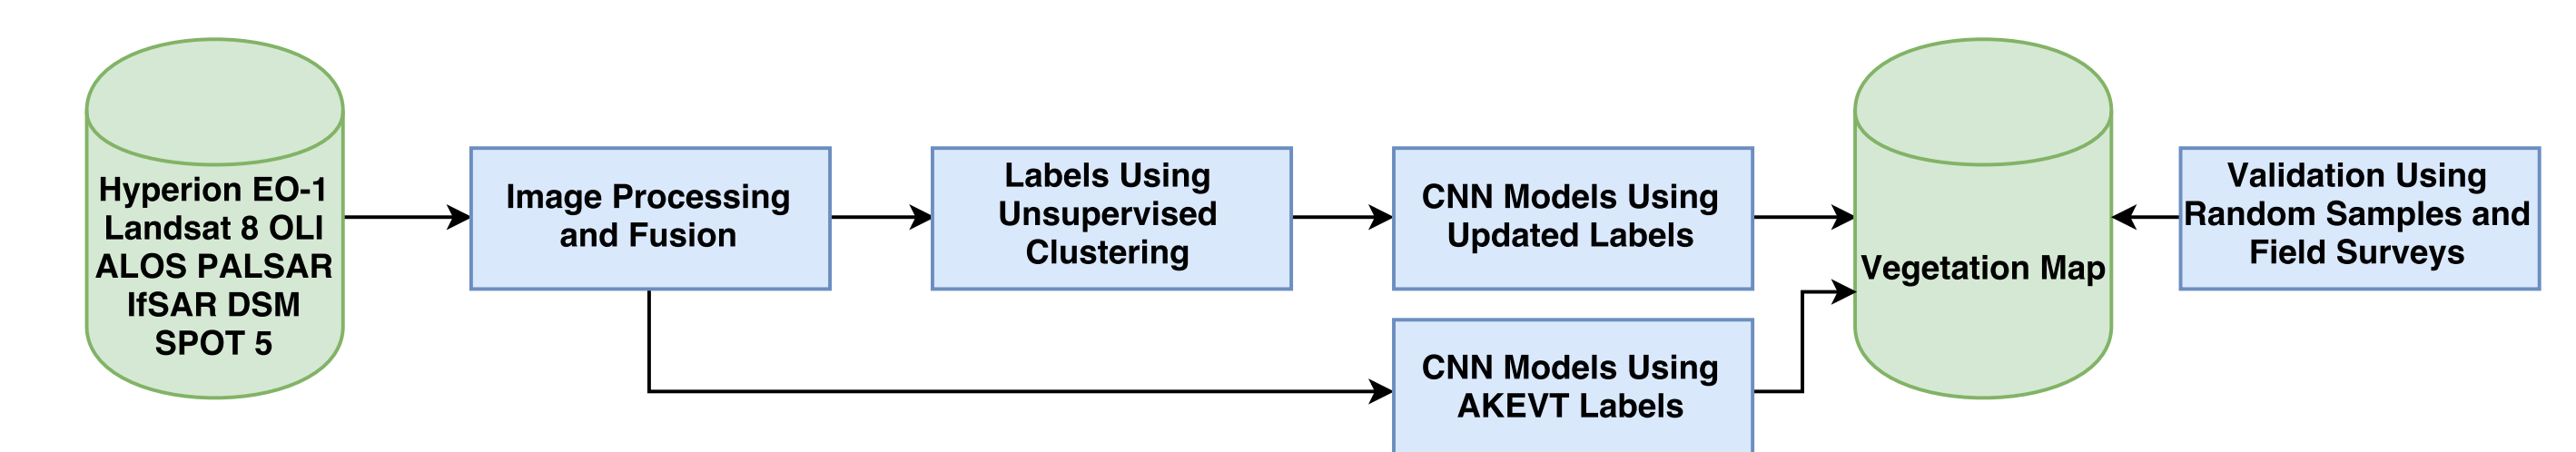 Hyperion EO-1
Landsat 8 OLI
ALOS PALSAR
IfSAR DSM
SPOT 5
Image Processing
and Fusion
Labels Using
Unsupervised
Clustering
CNN Models Using
Updated Labels
CNN Models Using
AKEVT Labels
Vegetation Map
Validation Using
Random Samples and
Field Surveys